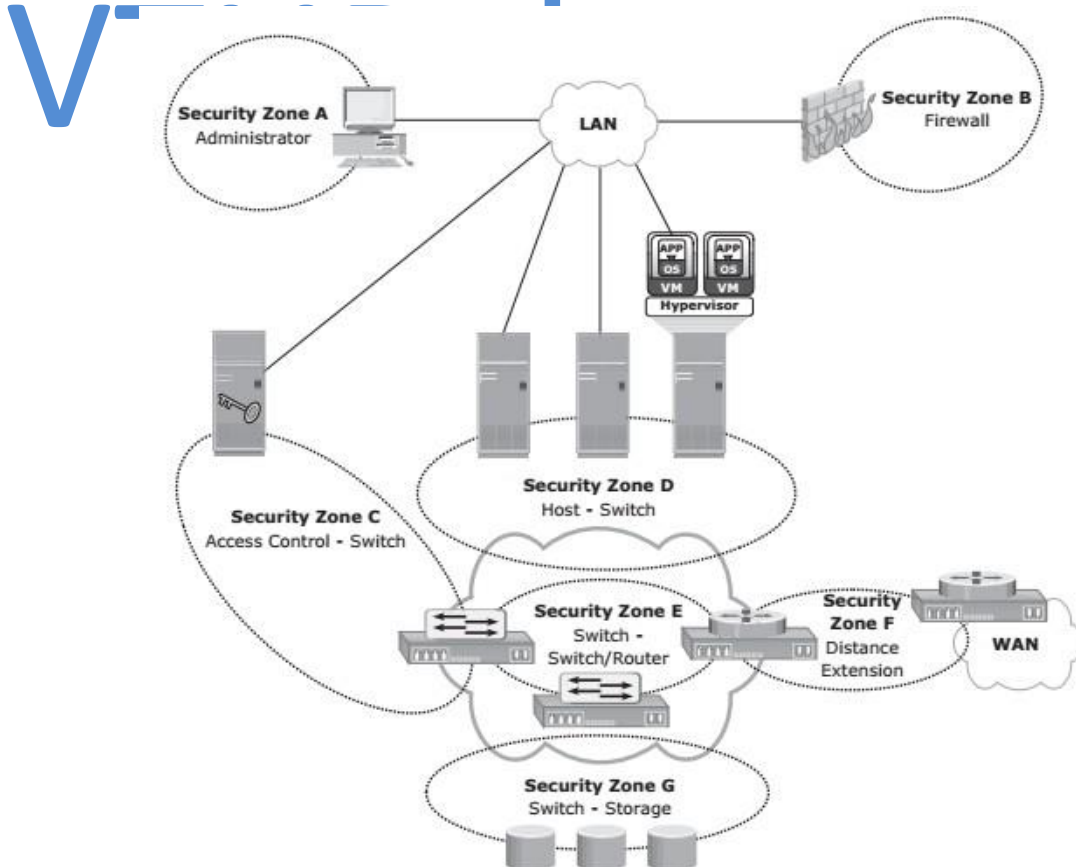 Security Zone A
Administrator
LAN
Security Zone B
Firewall
APP
OS
VM
APP
OS
VM
Hypervisor
Security Zone D
Host - Switch
Security Zone C
Access Control - Switch
Security Zone E
Switch -
Switch/Router
Security
Zone F
Distance
Extension
WAN
Security Zone G
Switch - Storage